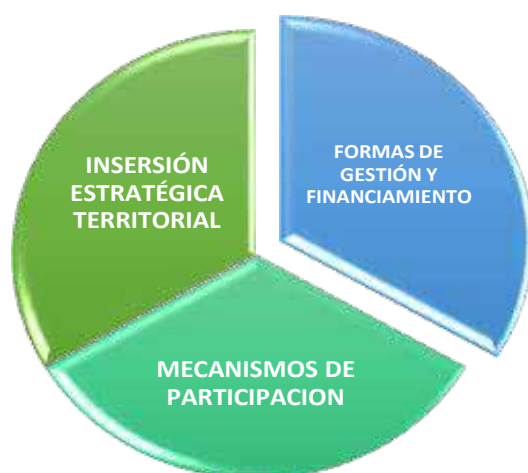 INSERSIÓN
ESTRATÉGICA
TERRITORIAL
FORMAS DE
GESTIÓN Y
FINANCIAMIENTO
MECANISMOS DE
PARTICIPACION